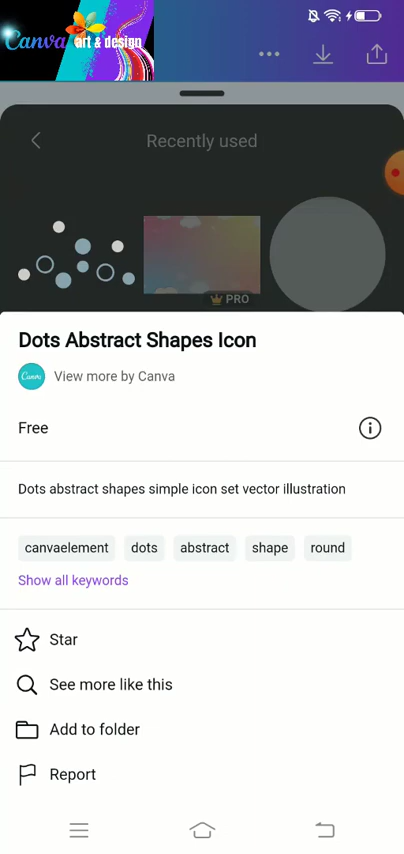 Canva art & design
Recently used
PRO
Dots Abstract Shapes Icon
Canva
View more by Canva
Free
Dots abstract shapes simple icon set vector illustration
canvaelement dots abstract shape round
Show all keywords
Star
See more like this
Add to folder
Report